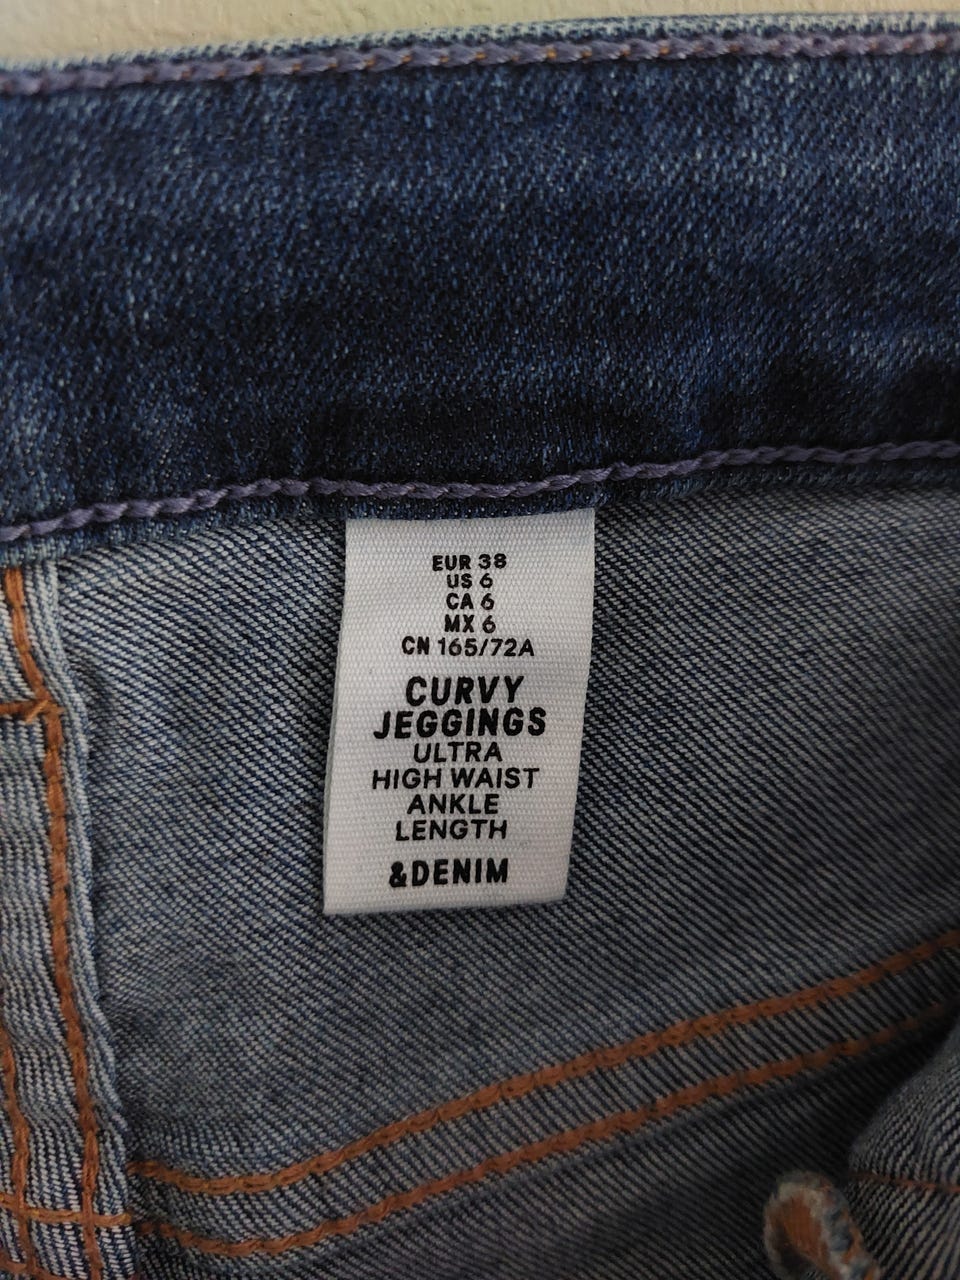 EUR 38
US 6
CA 6
MX 6
CN 165/72A
CURVY
JEGGINGS
ULTRA
HIGH WAIST
ANKLE
LENGTH
&DENIM